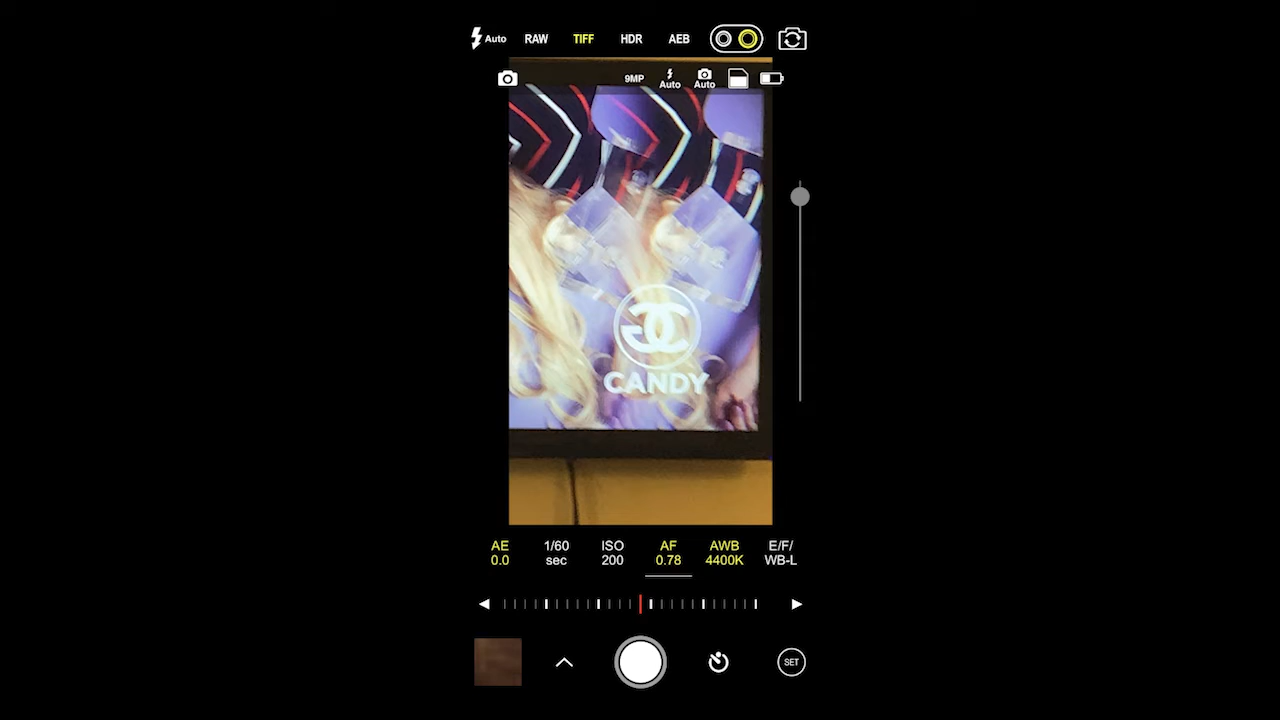 Auto RAW TIFF HDR AEB
9MP Auto Auto
CANDY
AE 1/60 ISO AF AWB E/F/
0.0 sec 200 0.78 4400K WB-L
SET